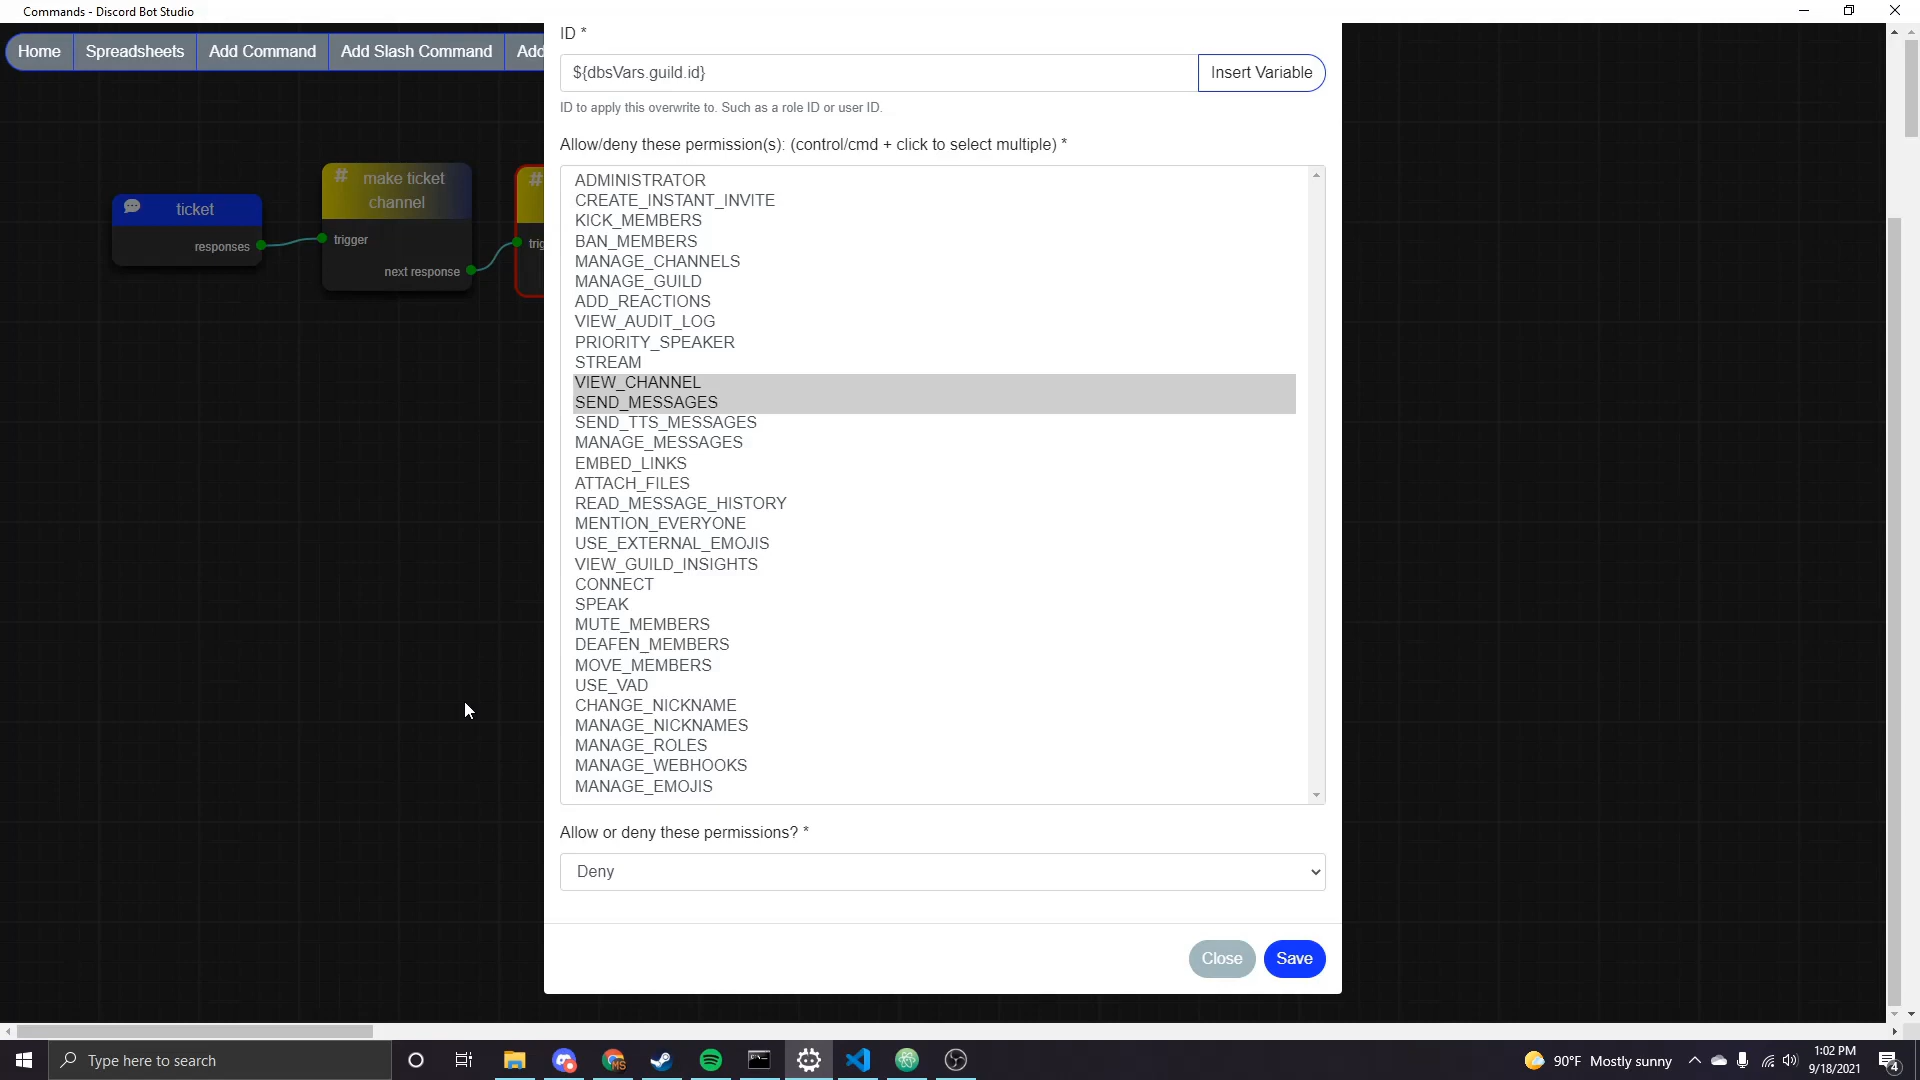 Commands - Discord Bot Studio
Home
Spreadsheets
Add Command
Add Slash Command
Add
ID *
${dbsVars.guild.id}
Insert Variable
ID to apply this overwrite to. Such as a role ID or user ID.
Allow/deny these permission(s): (control/cmd + click to select multiple) *
ADMINISTRATOR
CREATE_INSTANT_INVITE
KICK_MEMBERS
BAN_MEMBERS
MANAGE_CHANNELS
MANAGE_GUILD
ADD_REACTIONS
VIEW_AUDIT_LOG
PRIORITY_SPEAKER
STREAM
VIEW_CHANNEL
SEND_MESSAGES
SEND_TTS_MESSAGES
MANAGE_MESSAGES
EMBED_LINKS
ATTACH_FILES
READ_MESSAGE_HISTORY
MENTION_EVERYONE
USE_EXTERNAL_EMOJIS
VIEW_GUILD_INSIGHTS
CONNECT
SPEAK
MUTE_MEMBERS
DEAFEN_MEMBERS
MOVE_MEMBERS
USE_VAD
CHANGE_NICKNAME
MANAGE_NICKNAMES
MANAGE_ROLES
MANAGE_WEBHOOKS
MANAGE_EMOJIS
Allow or deny these permissions? *
Deny
Close
Save
ticket
responses
# make ticket
channel
trigger
next response
#
trig
Type here to search
MS
90°F Mostly sunny
1:02 PM
9/18/2021
4